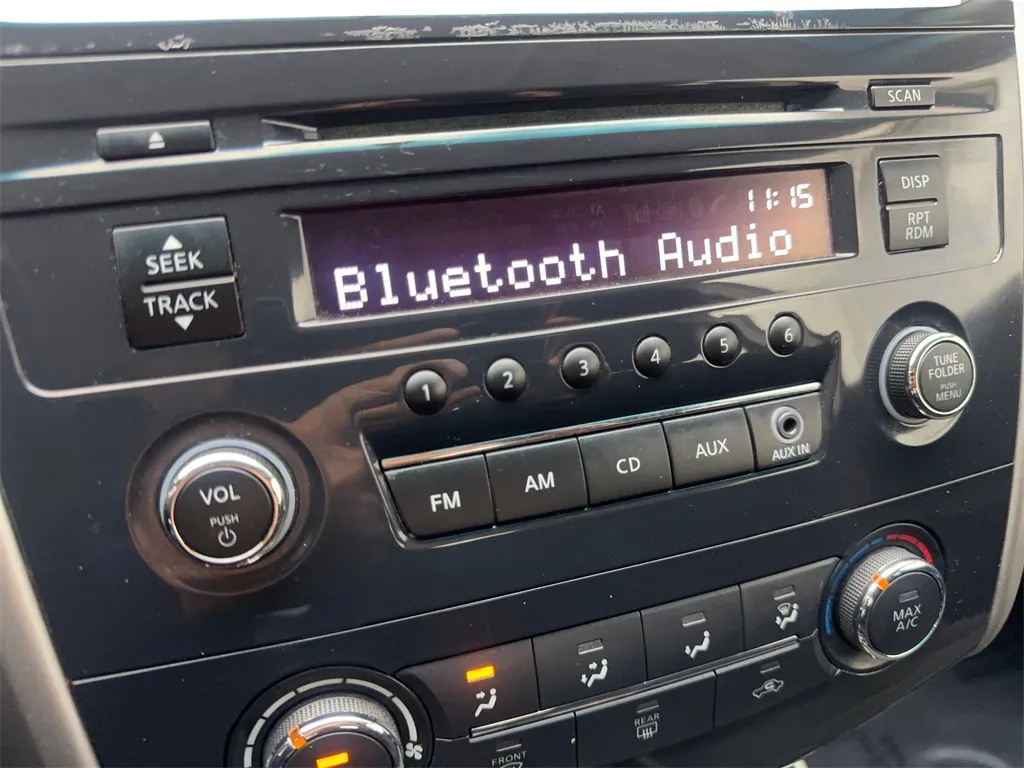 SCAN
11:15
Bluetooth Audio
DISP
RPT
RDM
SEEK
TRACK
1 2 3 4 5 6
TUNE
FOLDER
PUSH
MENU
VOL
PUSH
FM AM CD AUX
AUX IN
MAX
A/C
FRONT
REAR